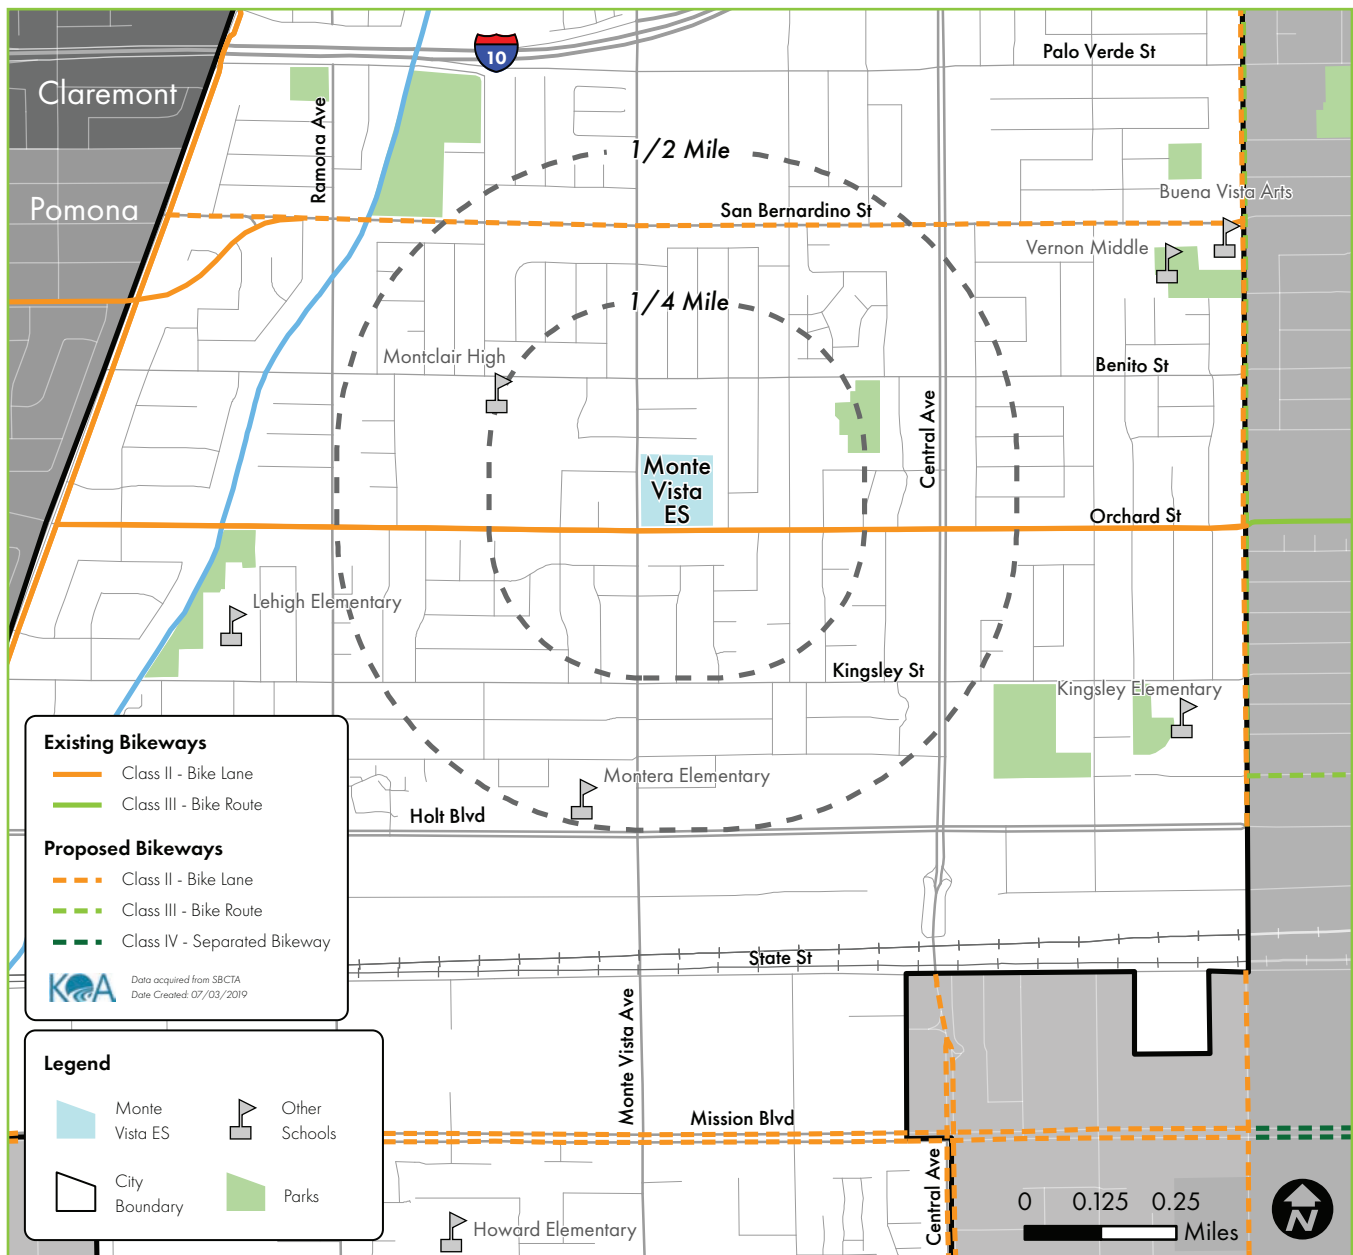 Palo Verde St
10
Claremont
Ramona Ave
1/2 Mile
Buena Vista Arts
Pomona
San Bernardino St
Vernon Middle
1/4 Mile
Montclair High
Benito St
Central Ave
Monte
Vista
ES
Orchard St
Lehigh Elementary
Kingsley St
Kingsley Elementary
Montera Elementary
Holt Blvd
Existing Bikeways
Class II - Bike Lane
Class III - Bike Route
Proposed Bikeways
Class II - Bike Lane
Class III - Bike Route
Class IV - Separated Bikeway
KOA
Data acquired from SBCTA
Date Created: 07/03/2019
State St
Monte Vista Ave
Legend
Monte
Vista ES
Other
Schools
City
Boundary
Parks
Mission Blvd
Central Ave
Howard Elementary
0 0.125 0.25
Miles
N